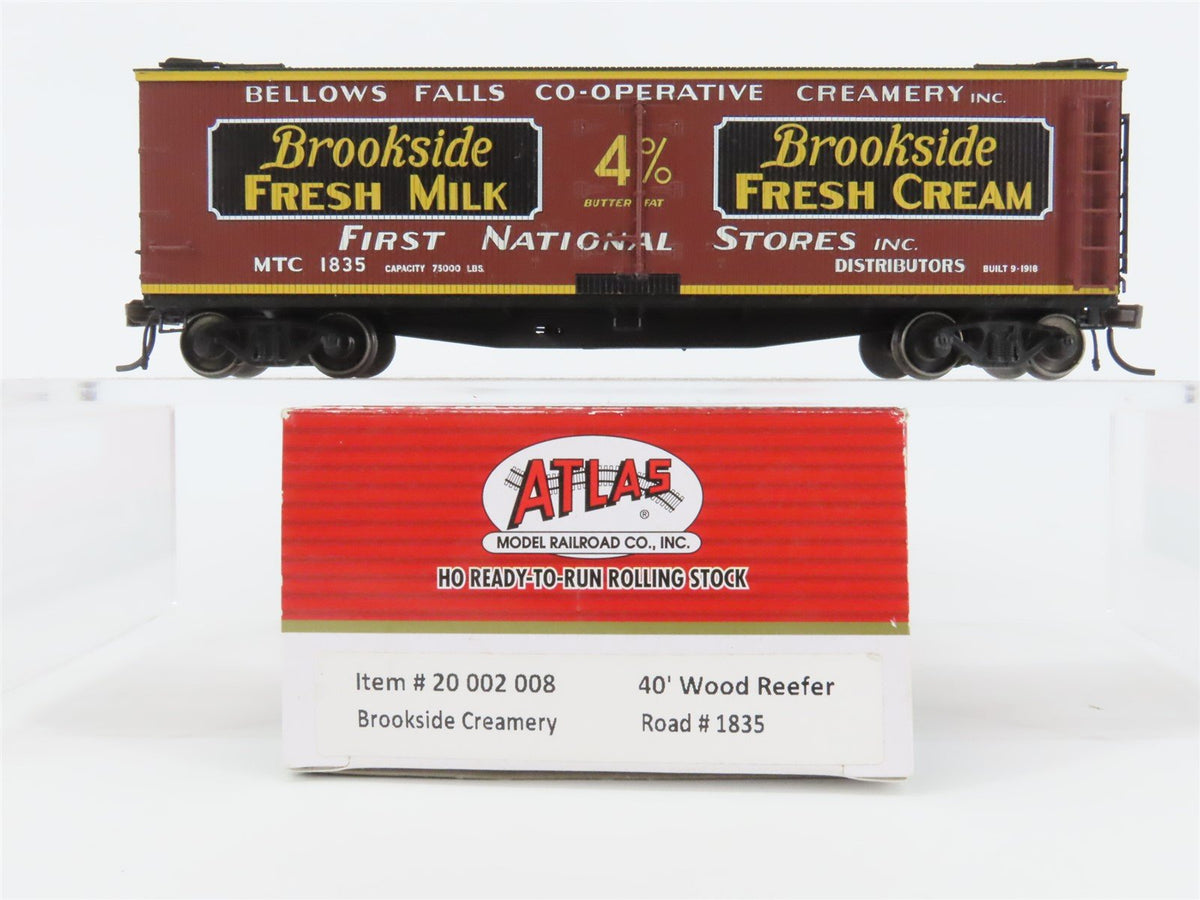 BELLOWS FALLS CO-OPERATIVE CREAMERY INC.
Brookside
FRESH MILK
4%
BUTTER FAT
Brookside
FRESH CREAM
FIRST NATIONAL STORES INC.
MTC 1835 CAPACITY 75000 LBS.
DISTRIBUTORS BUILT 9-1918
ATLAS ®
MODEL RAILROAD CO., INC.
HO READY-TO-RUN ROLLING STOCK
Item # 20 002 008 40' Wood Reefer
Brookside Creamery Road # 1835